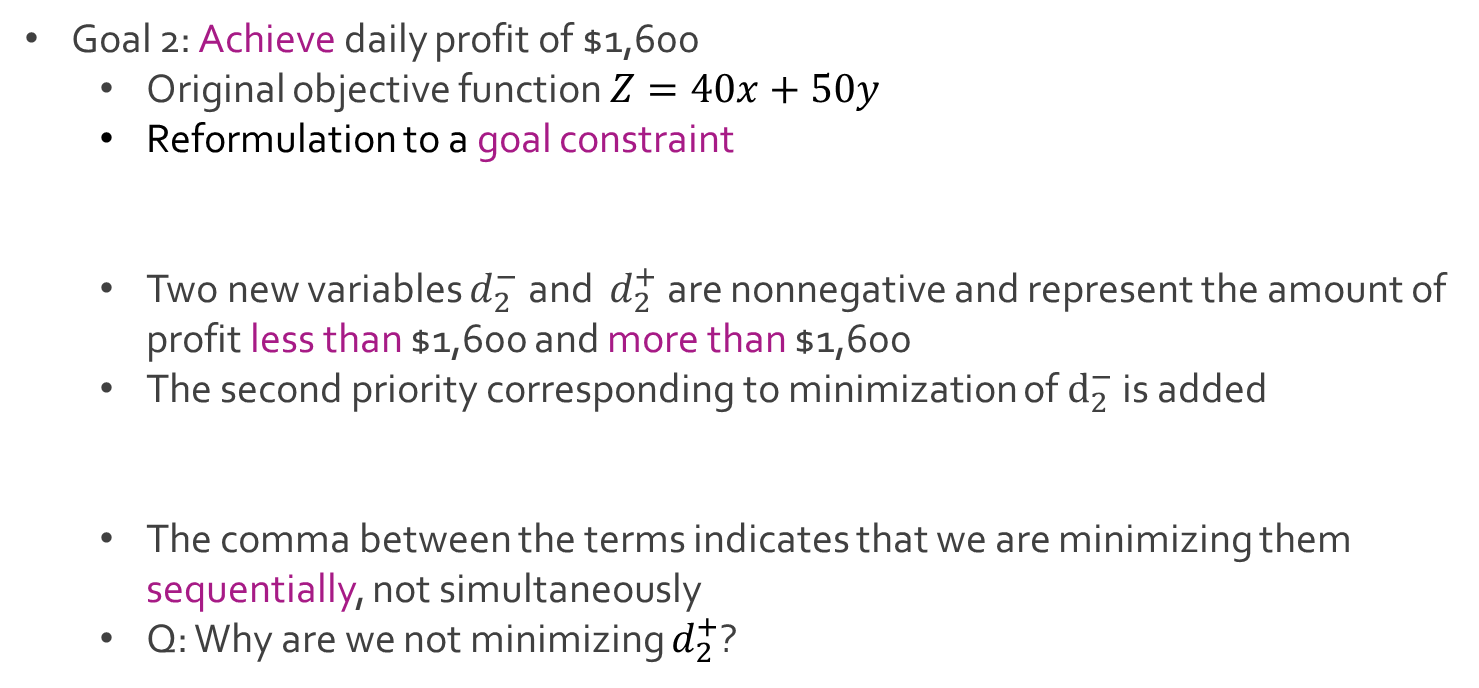 • Goal 2: Achieve daily profit of $1,600
• Original objective function Z = 40x + 50y
• Reformulation to a goal constraint
• Two new variables d₂⁻ and d₂⁺ are nonnegative and represent the amount of
profit less than $1,600 and more than $1,600
• The second priority corresponding to minimization of d₂⁻ is added
• The comma between the terms indicates that we are minimizing them
sequentially, not simultaneously
• Q: Why are we not minimizing d₂⁺?